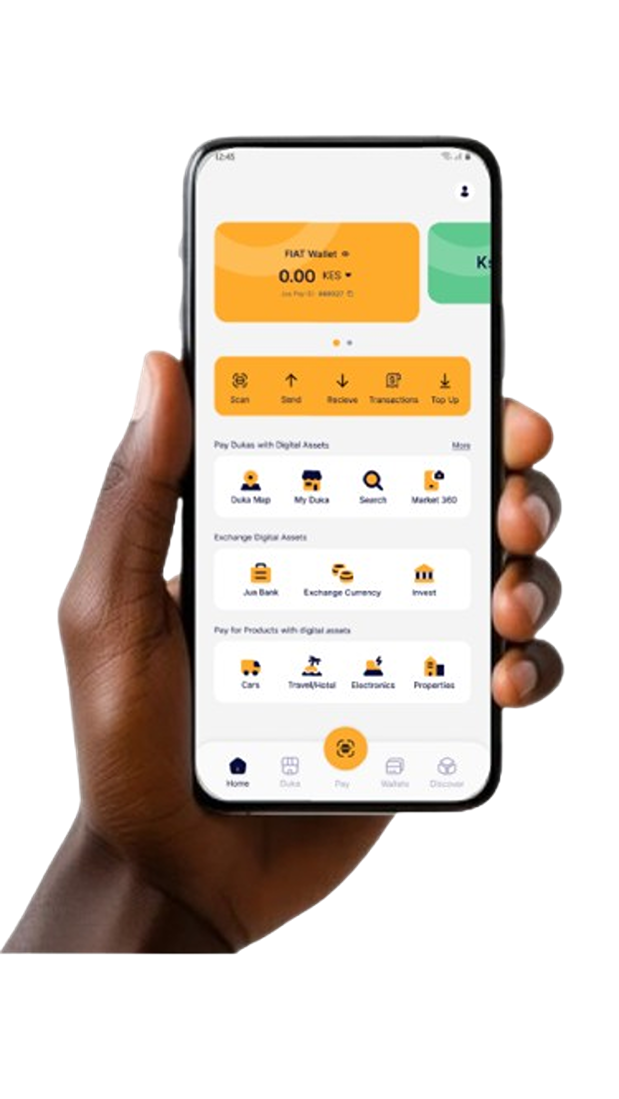 12:45
FIAT Wallet
0.00 KES
Jua Pay ID:
Ks
Scan Send Recieve Transactions Top Up
Pay Dukas with Digital Assets More
Duka Map My Duka Search Market 360
Exchange Digital Assets
Jua Bank Exchange Currency Invest
Pay for Products with digital assets
Cars Travel/Hotel Electronics Properties
Home Duka Pay Wallets Discover